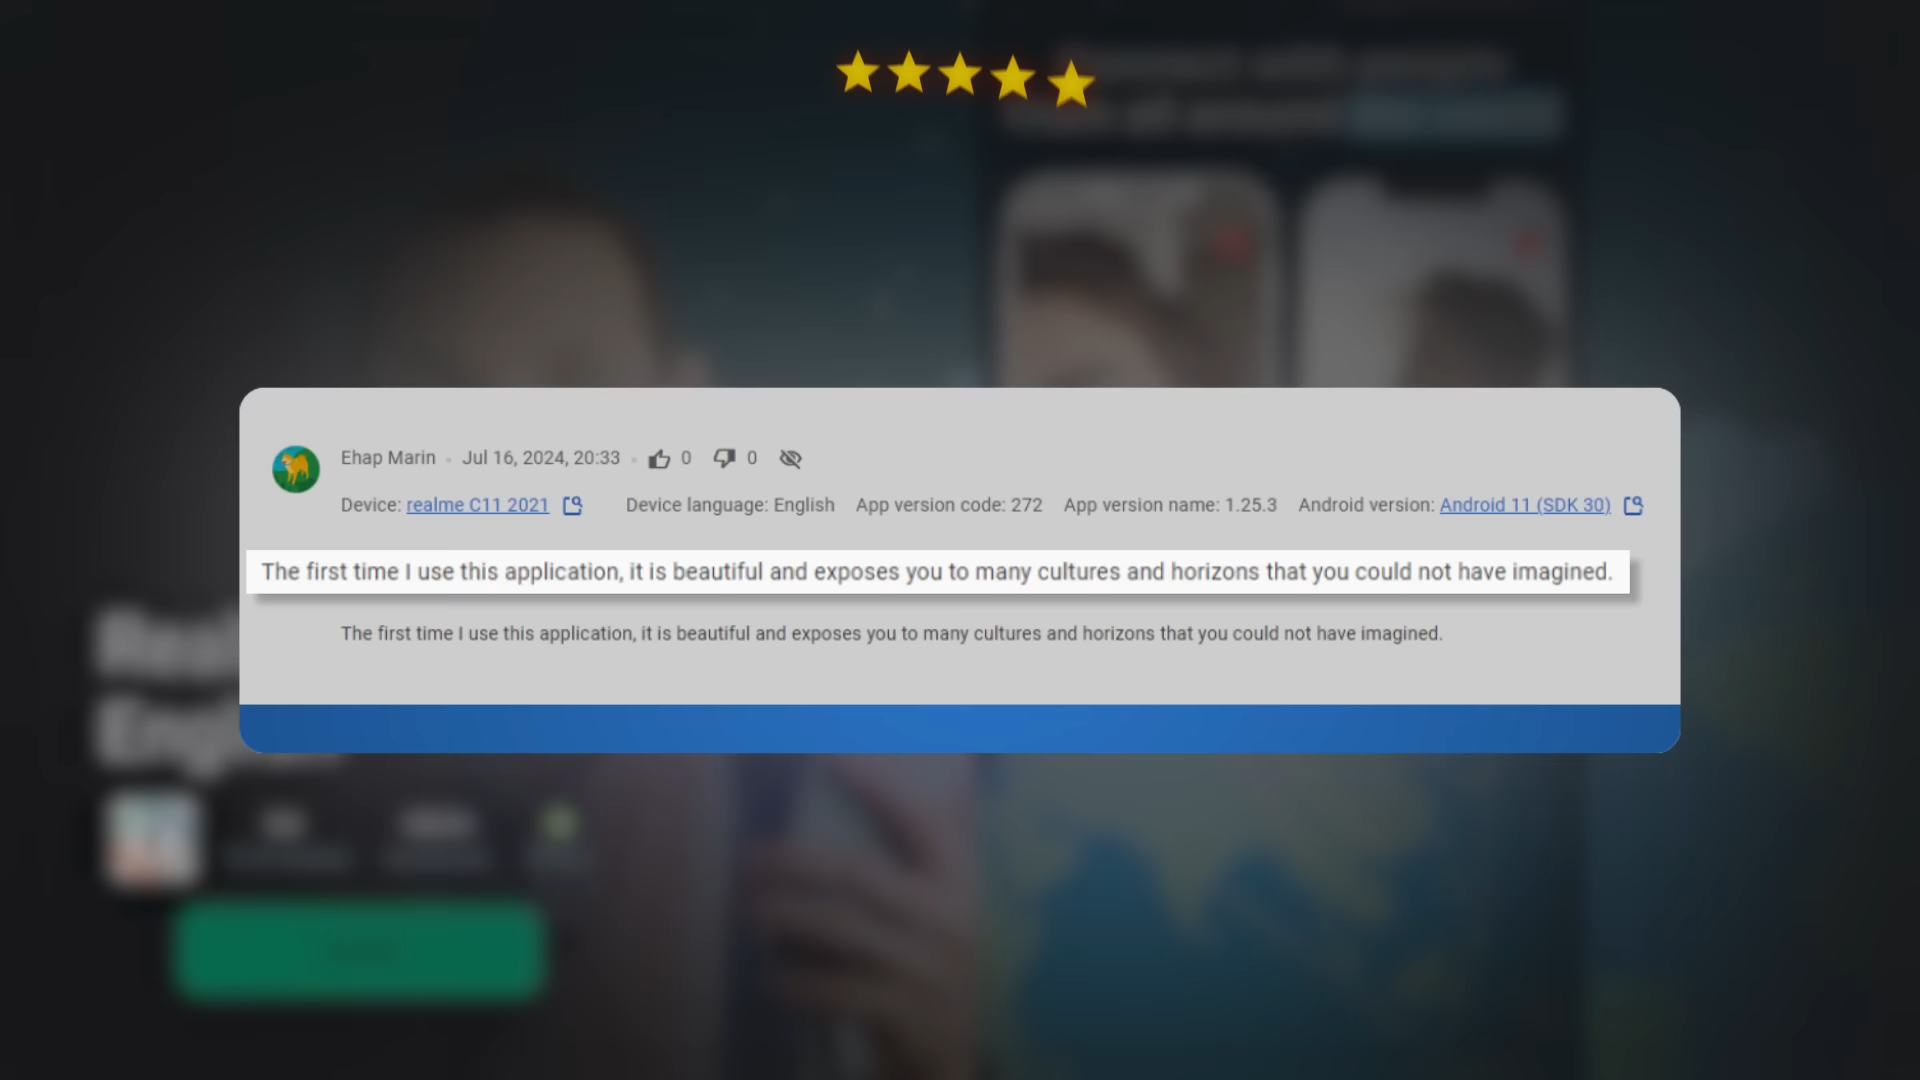 Ehap Marin • Jul 16, 2024, 20:33 • 0 0
Device: realme C11 2021 Device language: English App version code: 272 App version name: 1.25.3 Android version: Android 11 (SDK 30)
The first time I use this application, it is beautiful and exposes you to many cultures and horizons that you could not have imagined.
The first time I use this application, it is beautiful and exposes you to many cultures and horizons that you could not have imagined.